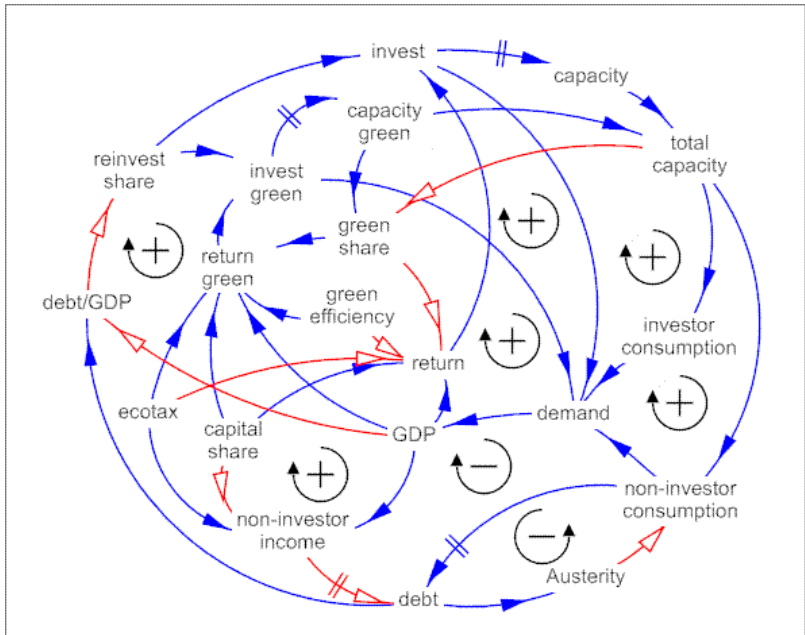 invest
capacity
capacity
green
total
capacity
reinvest
share
invest
green
green
share
return
green
debt/GDP
green
efficiency
investor
consumption
return
ecotax
capital
share
GDP
demand
non-investor
consumption
non-investor
income
Austerity
debt